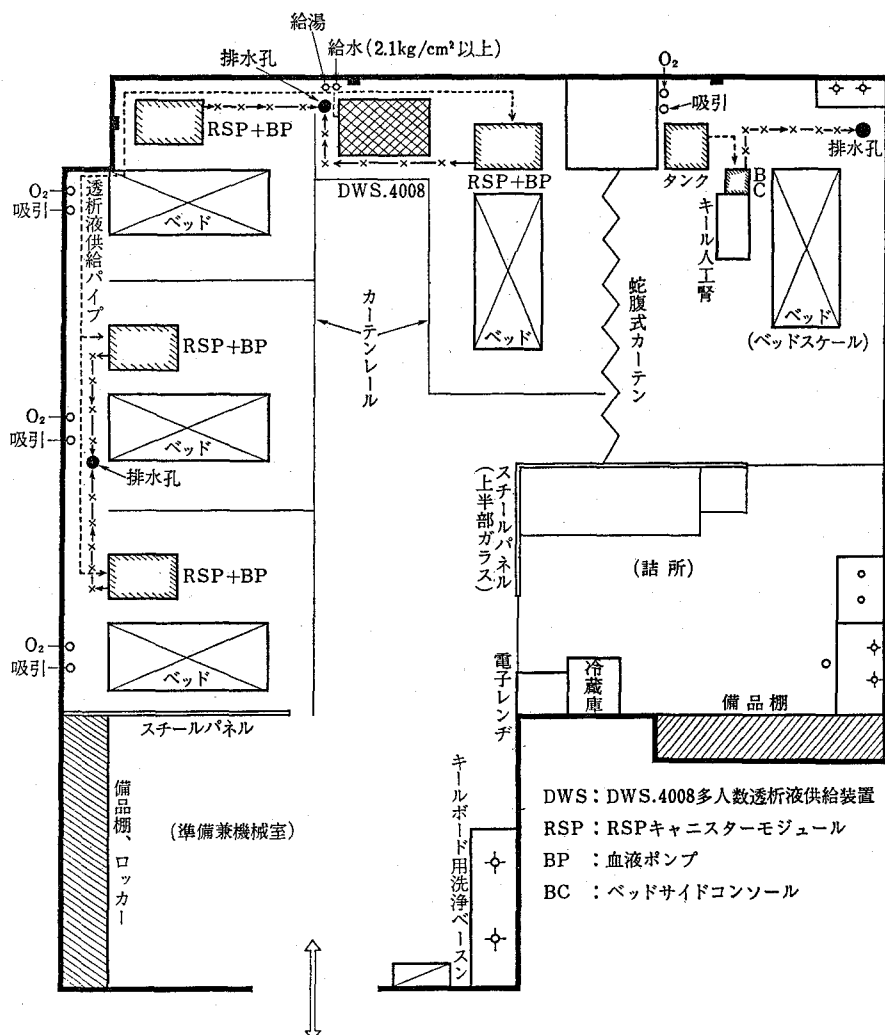 給湯
給水(2.1kg/cm²以上)
排水孔
O₂
吸引
RSP+BP
DWS.4008
RSP+BP
タンク
BC
排水孔
キール人工腎
O₂
吸引
透析液供給パイプ
ベッド
カーテンレール
ベッド
蛇腹式カーテン
ベッド
(ベッドスケール)
RSP+BP
O₂
吸引
ベッド
排水孔
スチールパネル
(上半部ガラス)
(詰所)
RSP+BP
O₂
吸引
ベッド
電子レンヂ
冷蔵庫
備品棚
スチールパネル
備品棚、ロッカー
(準備兼機械室)
キールボード用洗浄ベースン
DWS:DWS.4008多人数透析液供給装置
RSP:RSPキャニスターモジュール
BP:血液ポンプ
BC:ベッドサイドコンソール